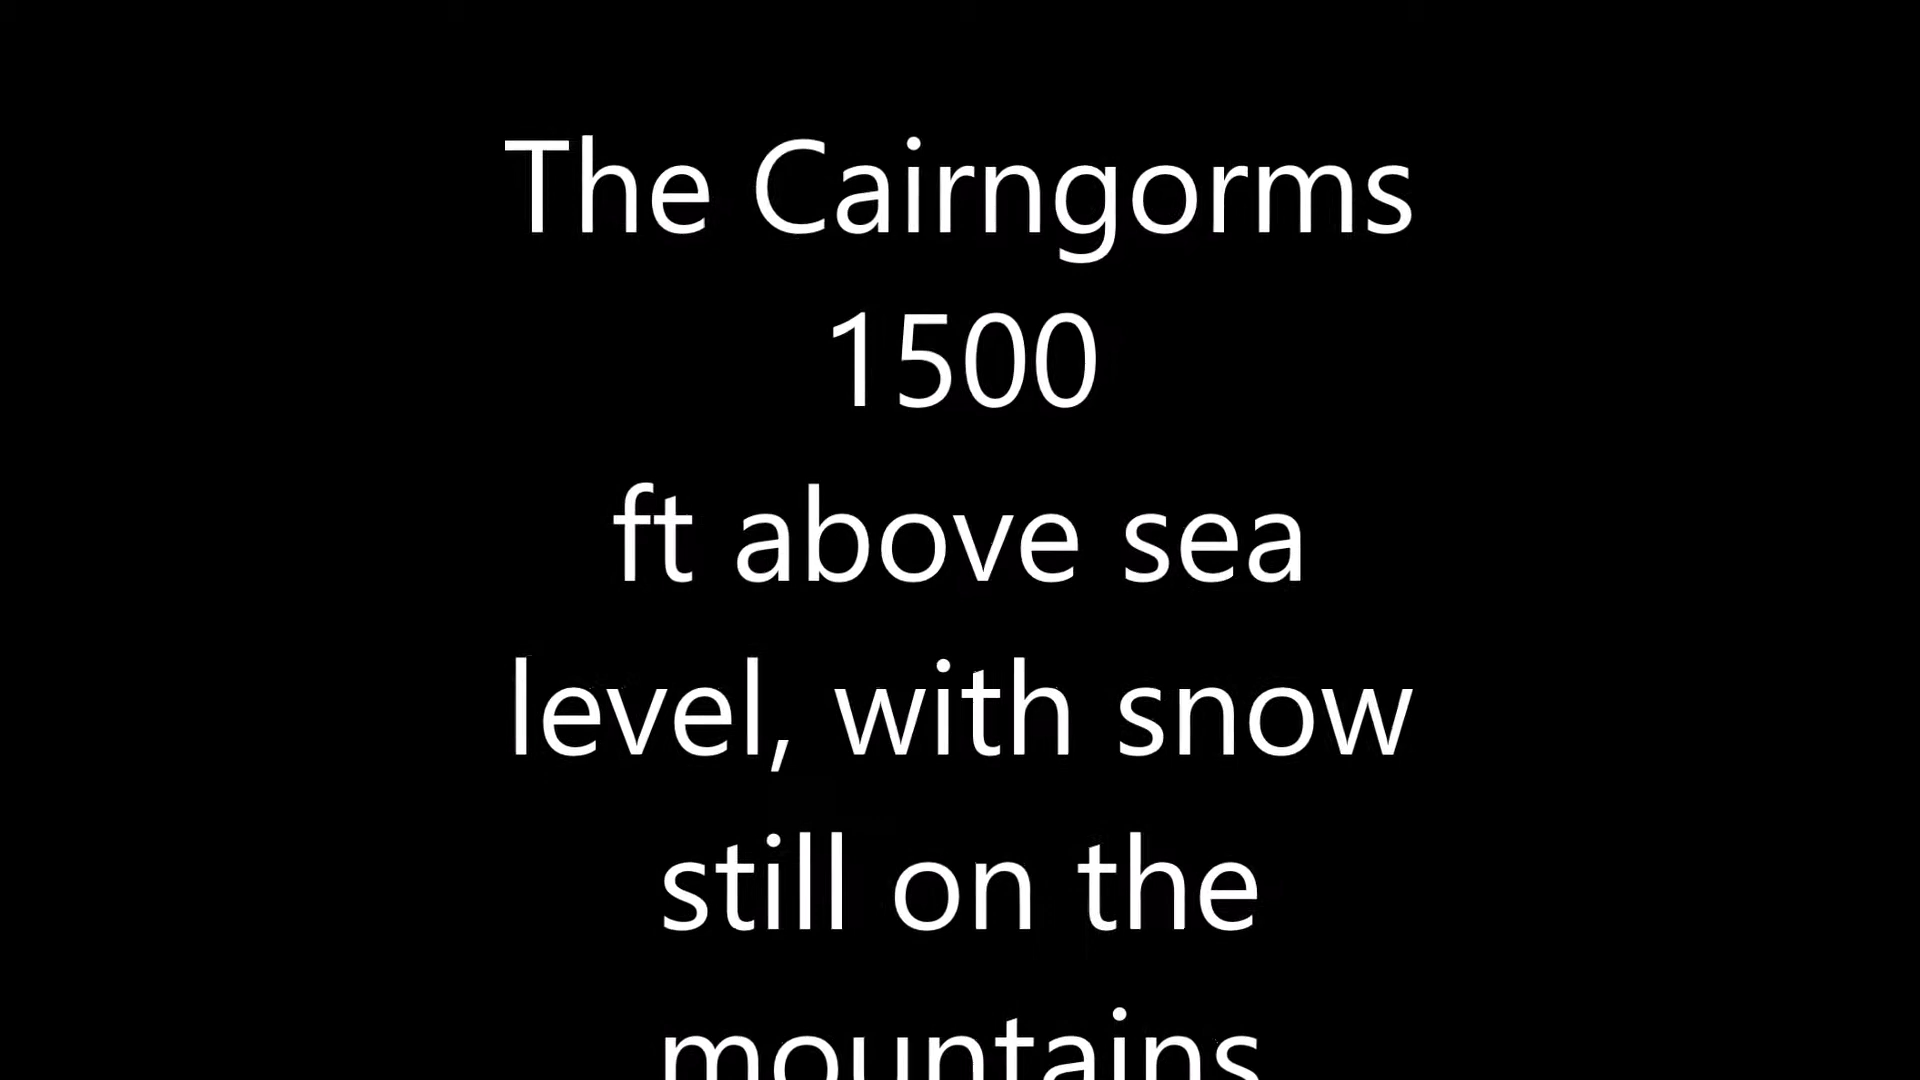 The Cairngorms
1500
ft above sea
level, with snow
still on the
mountains